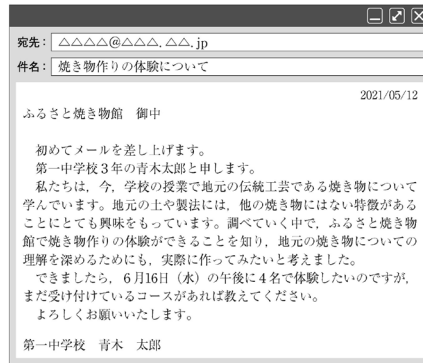 宛先： △△△△@△△△.△△.jp
件名： 焼き物作りの体験について
2021/05/12
ふるさと焼き物館　御中
初めてメールを差し上げます。
第一中学校３年の青木太郎と申します。
私たちは，今，学校の授業で地元の伝統工芸である焼き物について
学んでいます。地元の土や製法には，他の焼き物にはない特徴がある
ことにとても興味をもっています。調べていく中で，ふるさと焼き物
館で焼き物作りの体験ができることを知り，地元の焼き物についての
理解を深めるためにも，実際に作ってみたいと考えました。
できましたら，６月16日（水）の午後に４名で体験したいのですが，
まだ受け付けているコースがあれば教えてください。
よろしくお願いいたします。
第一中学校　青木　太郎